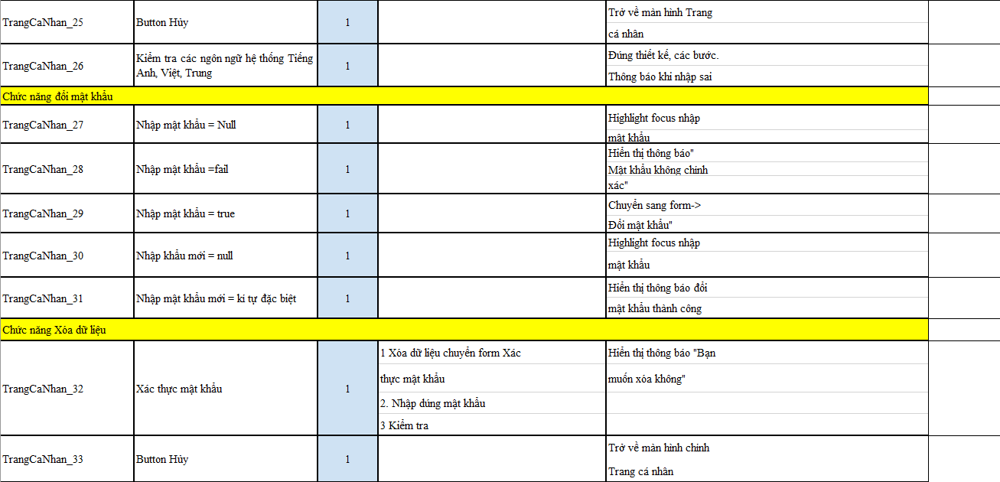 TrangCaNhan_25
Button Hủy
1
Trở về màn hình Trang
cá nhân
TrangCaNhan_26
Kiểm tra các ngôn ngữ hệ thống Tiếng
Anh, Việt, Trung
1
Đúng thiết kế, các bước.
Thông báo khi nhập sai
Chức năng đổi mật khẩu
TrangCaNhan_27
Nhập mật khẩu = Null
1
Highlight focus nhập
mật khẩu
TrangCaNhan_28
Nhập mật khẩu =fail
1
Hiển thị thông báo"
Mật khẩu không chính
xác"
TrangCaNhan_29
Nhập mật khẩu = true
1
Chuyển sang form->
Đổi mật khẩu"
TrangCaNhan_30
Nhập khẩu mới = null
1
Highlight focus nhập
mật khẩu
TrangCaNhan_31
Nhập mật khẩu mới = kí tự đặc biệt
1
Hiển thị thông báo đổi
mật khẩu thành công
Chức năng Xóa dữ liệu
TrangCaNhan_32
Xác thực mật khẩu
1
1 Xóa dữ liệu chuyển form Xác
thực mật khẩu
2. Nhập đúng mật khẩu
3 Kiểm tra
Hiển thị thông báo "Bạn
muốn xóa không"
TrangCaNhan_33
Button Hủy
1
Trở về màn hình chính
Trang cá nhân